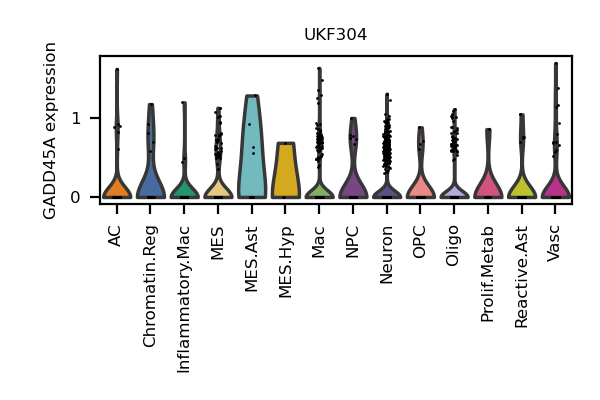 UKF304
GADD45A expression
1
0
AC
Chromatin.Reg
Inflammatory.Mac
MES
MES.Ast
MES.Hyp
Mac
NPC
Neuron
OPC
Oligo
Prolif.Metab
Reactive.Ast
Vasc